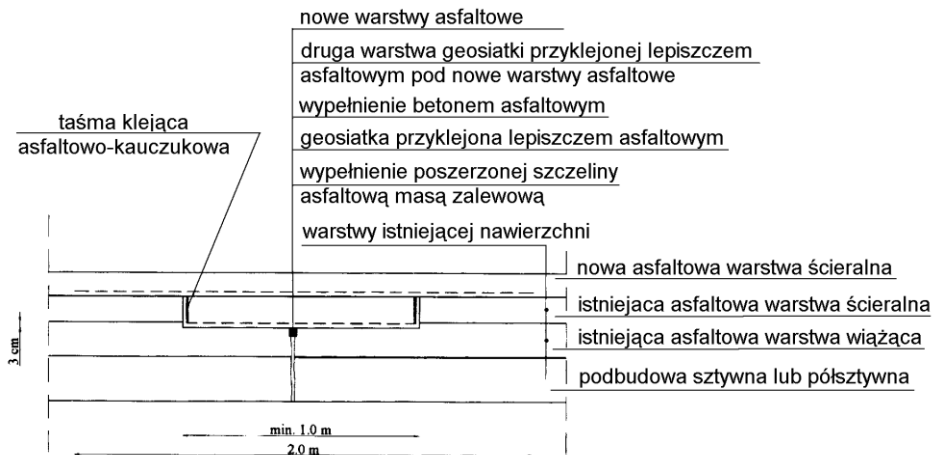 nowe warstwy asfaltowe
druga warstwa geosiatki przyklejonej lepiszczem
asfaltowym pod nowe warstwy asfaltowe
wypełnienie betonem asfaltowym
taśma klejąca
asfaltowo-kauczukowa
geosiatka przyklejona lepiszczem asfaltowym
wypełnienie poszerzonej szczeliny
asfaltową masą zalewową
warstwy istniejącej nawierzchni
nowa asfaltowa warstwa ścieralna
istniejaca asfaltowa warstwa ścieralna
istniejąca asfaltowa warstwa wiążąca
podbudowa sztywna lub półsztywna
3 cm
min. 1.0 m
2.0 m